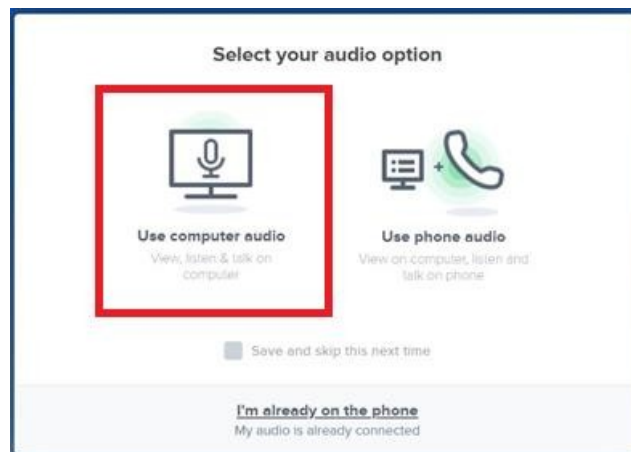 Select your audio option
Use computer audio
View, listen & talk on
computer
Use phone audio
View on computer, listen and
talk on phone
Save and skip this next time
I'm already on the phone
My audio is already connected